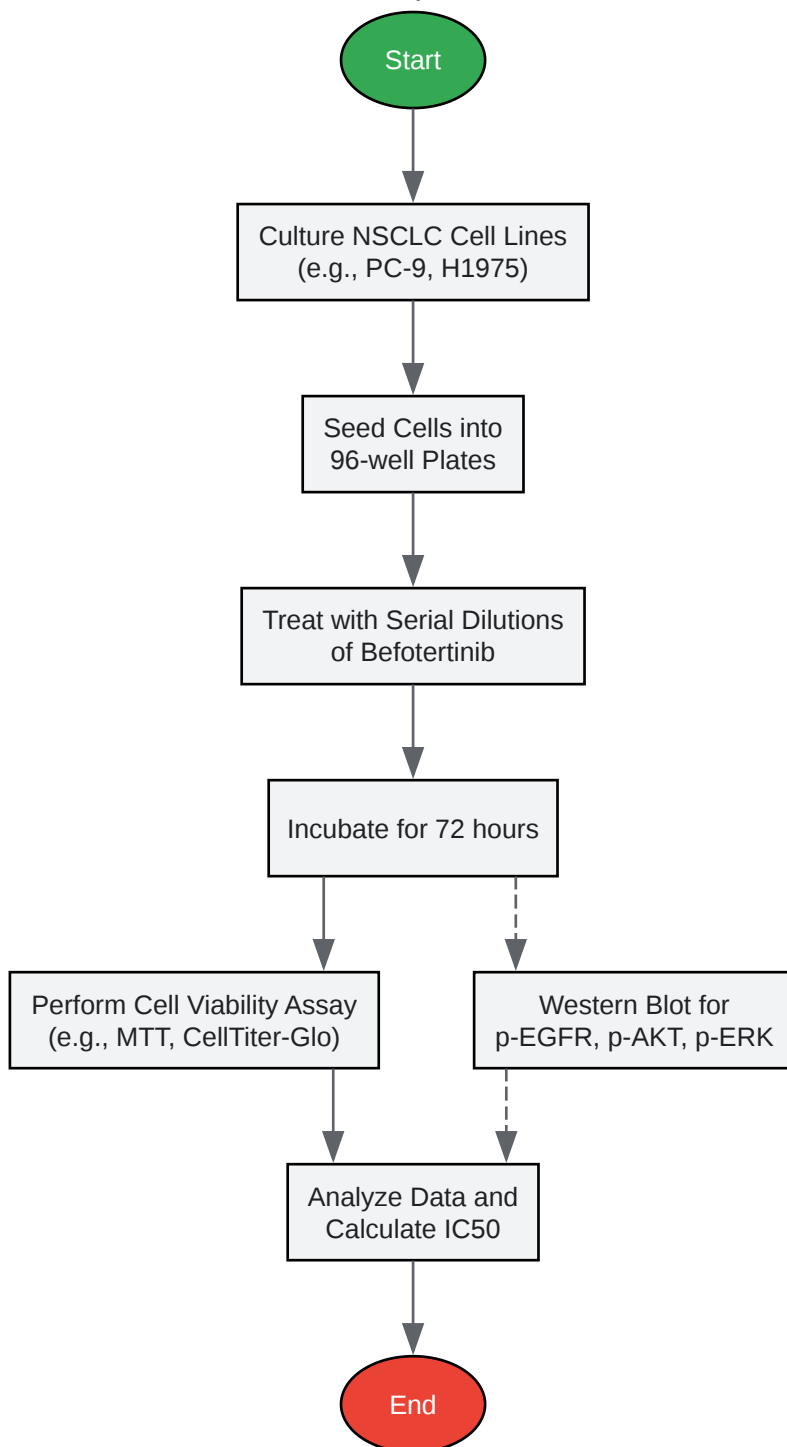 Start
Culture NSCLC Cell Lines
(e.g., PC-9, H1975)
Seed Cells into
96-well Plates
Treat with Serial Dilutions
of Befotertinib
Incubate for 72 hours
Perform Cell Viability Assay
(e.g., MTT, CellTiter-Glo)
Western Blot for
p-EGFR, p-AKT, p-ERK
Analyze Data and
Calculate IC50
End